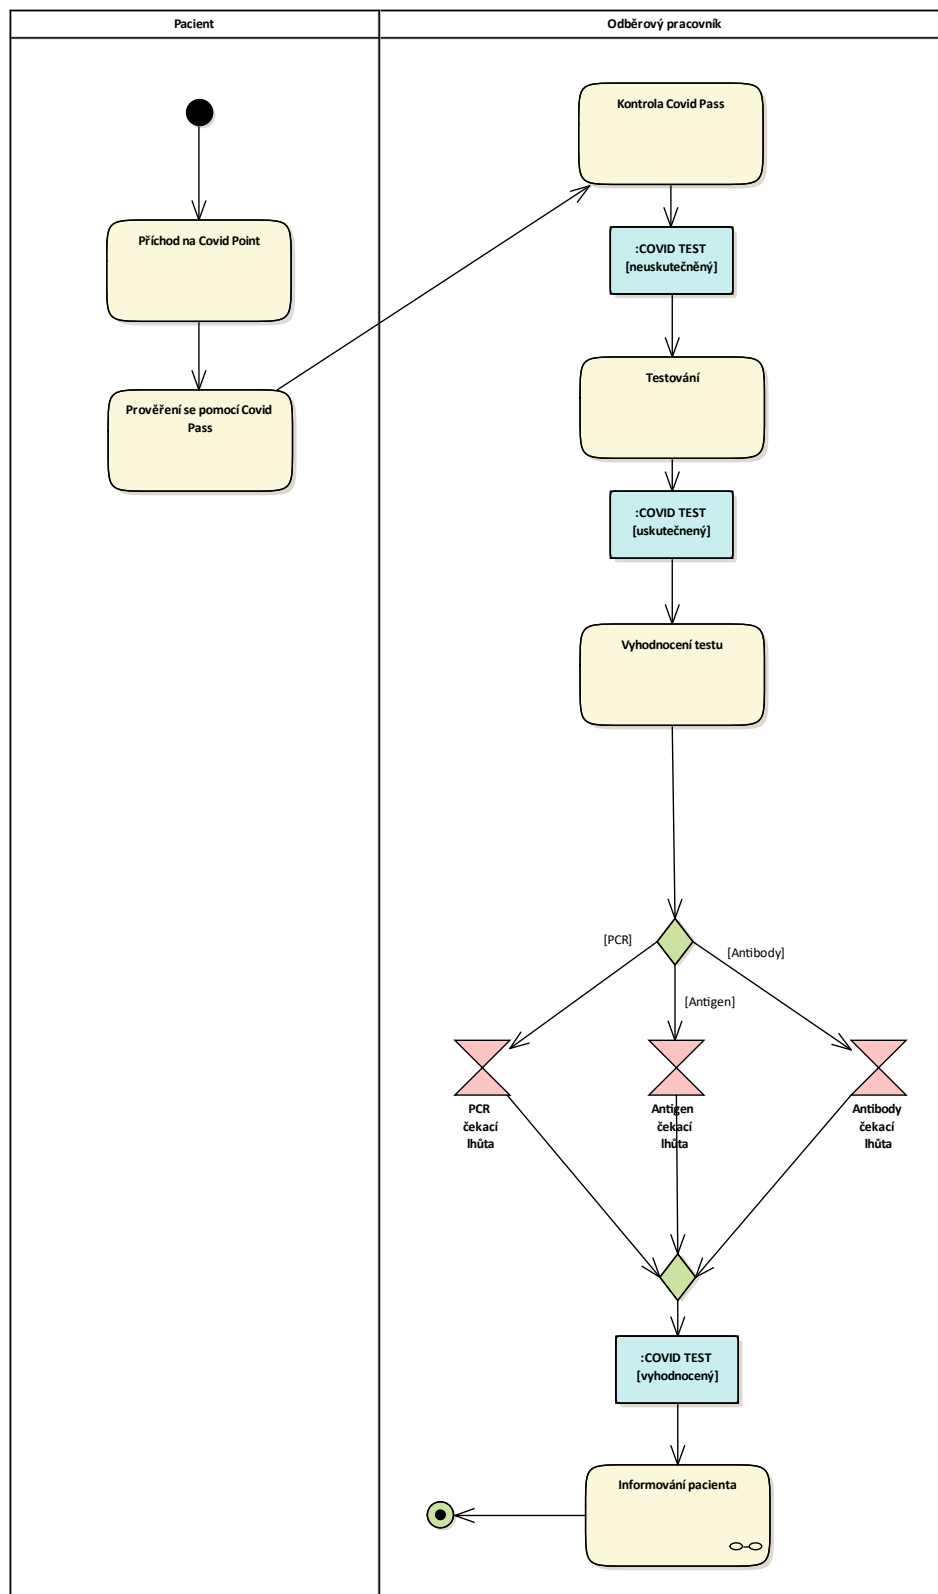 Pacient
Odběrový pracovník
Kontrola Covid Pass
:COVID TEST
[neuskutečněný]
Příchod na Covid Point
Testování
Prověření se pomocí Covid
Pass
:COVID TEST
[uskutečnený]
Vyhodnocení testu
[PCR]
[Antibody]
[Antigen]
PCR
čekací
lhůta
Antigen
čekací
lhůta
Antibody
čekací
lhůta
:COVID TEST
[vyhodnocený]
Informování pacienta